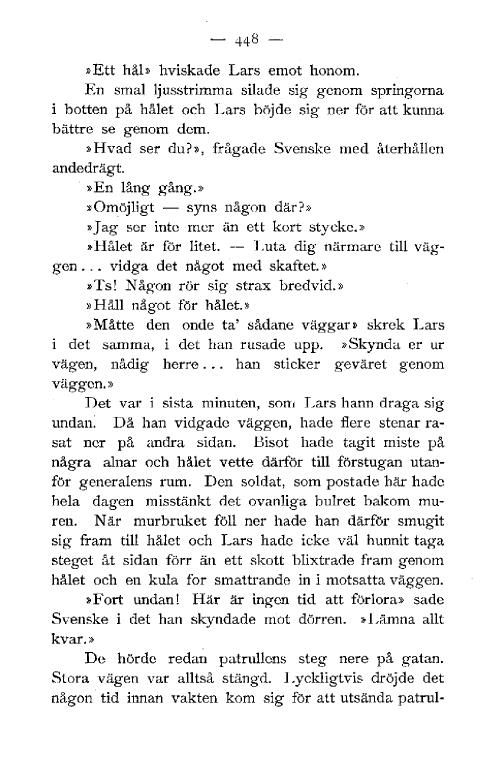 — 448 —
»Ett hål» hviskade Lars emot honom.
En smal ljusstrimma silade sig genom springorna
i botten på hålet och Lars böjde sig ner för att kunna
bättre se genom dem.
»Hvad ser du?», frågade Svenske med återhållen
andedrägt.
»En lång gång.»
»Omöjligt — syns någon där?»
»Jag ser inte mer än ett kort stycke.»
»Hålet är för litet. — Luta dig närmare till väg-
gen... vidga det något med skaftet.»
»Ts! Någon rör sig strax bredvid.»
»Håll något för hålet.»
»Måtte den onde ta' sådane väggar» skrek Lars
i det samma, i det han rusade upp. »Skynda er ur
vägen, nådig herre... han sticker geväret genom
väggen.»
Det var i sista minuten, som Lars hann draga sig
undan. Då han vidgade väggen, hade flere stenar ra-
sat ner på andra sidan. Bisot hade tagit miste på
några alnar och hålet vette därför till förstugan utan-
för generalens rum. Den soldat, som postade här hade
hela dagen misstänkt det ovanliga bulret bakom mu-
ren. När murbruket föll ner hade han därför smugit
sig fram till hålet och Lars hade icke väl hunnit taga
steget åt sidan förr än ett skott blixtrade fram genom
hålet och en kula for smattrande in i motsatta väggen.
»Fort undan! Här är ingen tid att förlora» sade
Svenske i det han skyndade mot dörren. »Lämna allt
kvar.»
De hörde redan patrullens steg nere på gatan.
Stora vägen var alltså stängd. Lyckligtvis dröjde det
någon tid innan vakten kom sig för att utsända patrul-